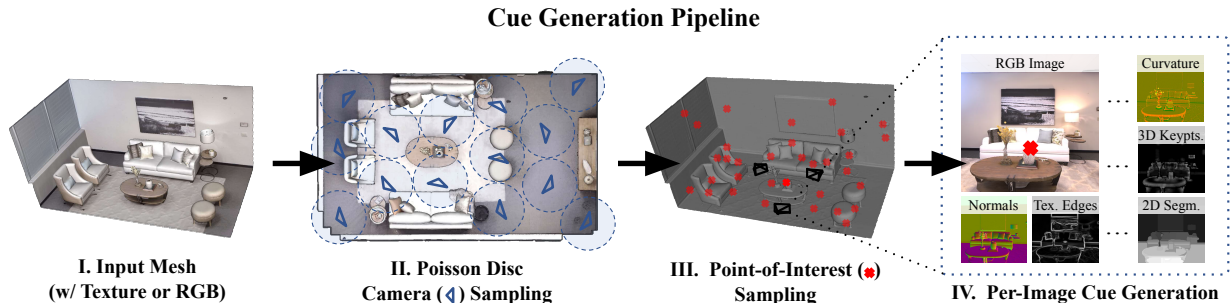 Cue Generation Pipeline
RGB Image
Curvature
...
3D Keypts.
...
Normals
Tex. Edges
...
2D Segm.
I. Input Mesh
(w/ Texture or RGB)
II. Poisson Disc
Camera ( ) Sampling
III. Point-of-Interest ( )
Sampling
IV. Per-Image Cue Generation